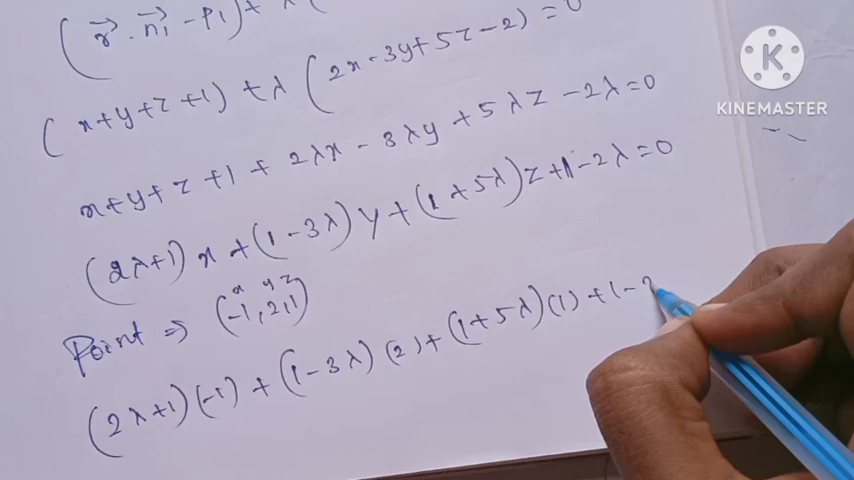 (r⃗ . n⃗₁ - p₁) + λ (
(x+y+z+1) +λ (2x-3y+5z-2) =0
x+y+z+1 + 2λx - 3λy + 5λz - 2λ=0
(2λ+1) x +(1-3λ) y +(1+5λ) z +1-2λ=0
x y z
Point ⇒ (-1,2,1)
(2λ+1)(-1) + (1-3λ)(2)+(1+5λ)(1)+1-2
K
KINEMASTER